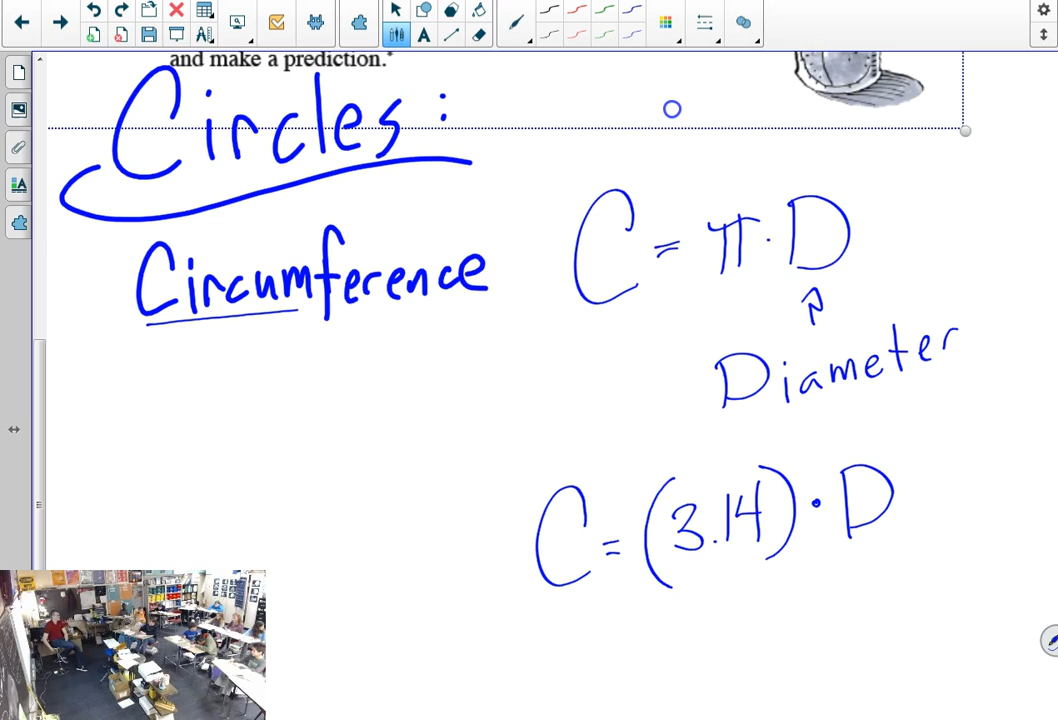 and make a prediction.
Circles:
Circumference
C = π · D
Diameter
C = (3.14) · D